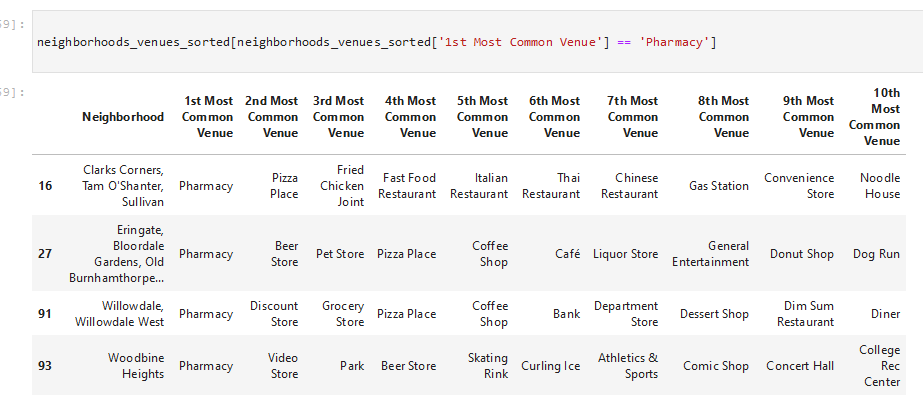 9]:
neighborhoods_venues_sorted[neighborhoods_venues_sorted['1st Most Common Venue'] == 'Pharmacy']
9]:
Neighborhood
1st Most
Common
Venue
2nd Most
Common
Venue
3rd Most
Common
Venue
4th Most
Common
Venue
5th Most
Common
Venue
6th Most
Common
Venue
7th Most
Common
Venue
8th Most
Common
Venue
9th Most
Common
Venue
10th
Most
Common
Venue
16
Clarks Corners,
Tam O'Shanter,
Sullivan
Pharmacy
Pizza
Place
Fried
Chicken
Joint
Fast Food
Restaurant
Italian
Restaurant
Thai
Restaurant
Chinese
Restaurant
Gas Station
Convenience
Store
Noodle
House
27
Eringate,
Bloordale
Gardens, Old
Burnhamthorpe...
Pharmacy
Beer
Store
Pet Store
Pizza Place
Coffee
Shop
Café
Liquor Store
General
Entertainment
Donut Shop
Dog Run
91
Willowdale,
Willowdale West
Pharmacy
Discount
Store
Grocery
Store
Pizza Place
Coffee
Shop
Bank
Department
Store
Dessert Shop
Dim Sum
Restaurant
Diner
93
Woodbine
Heights
Pharmacy
Video
Store
Park
Beer Store
Skating
Rink
Curling Ice
Athletics &
Sports
Comic Shop
Concert Hall
College
Rec
Center